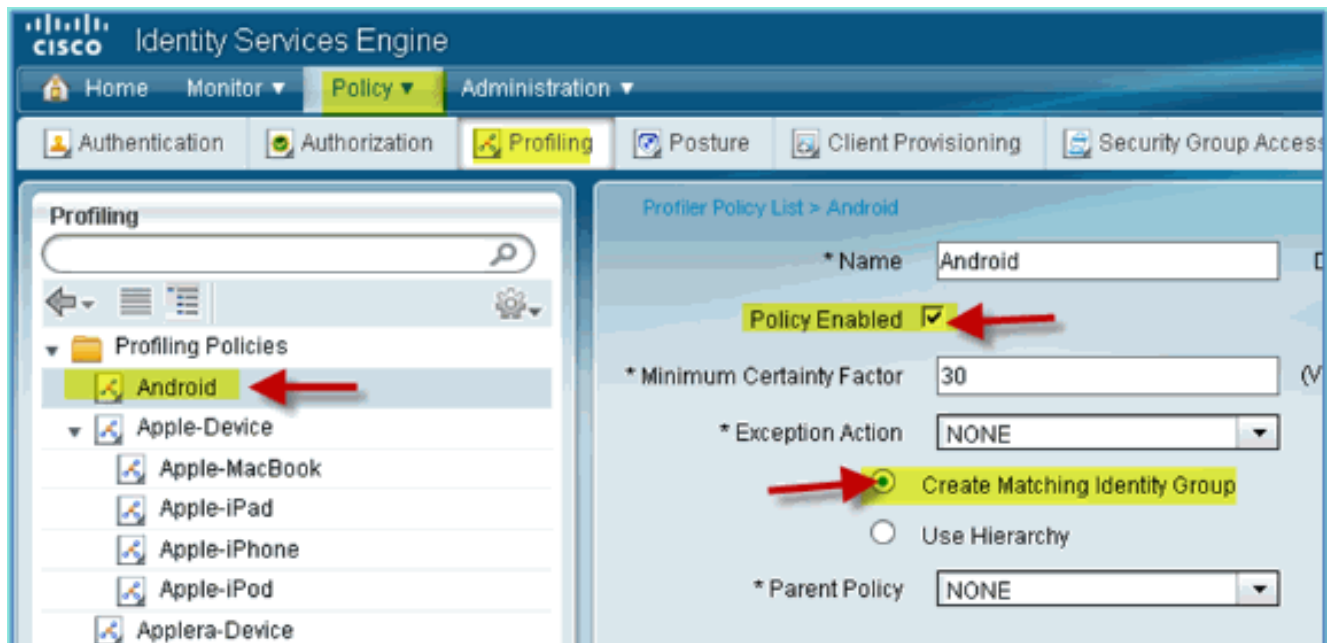 CISCO Identity Services Engine
Home Monitor Policy Administration
Authentication Authorization Profiling Posture Client Provisioning Security Group Access
Profiling
Profiling Policies
Android
Apple-Device
Apple-MacBook
Apple-iPad
Apple-iPhone
Apple-iPod
Applera-Device
Profiler Policy List > Android
* Name Android
Policy Enabled
* Minimum Certainty Factor 30 (V
* Exception Action NONE
Create Matching Identity Group
Use Hierarchy
* Parent Policy NONE